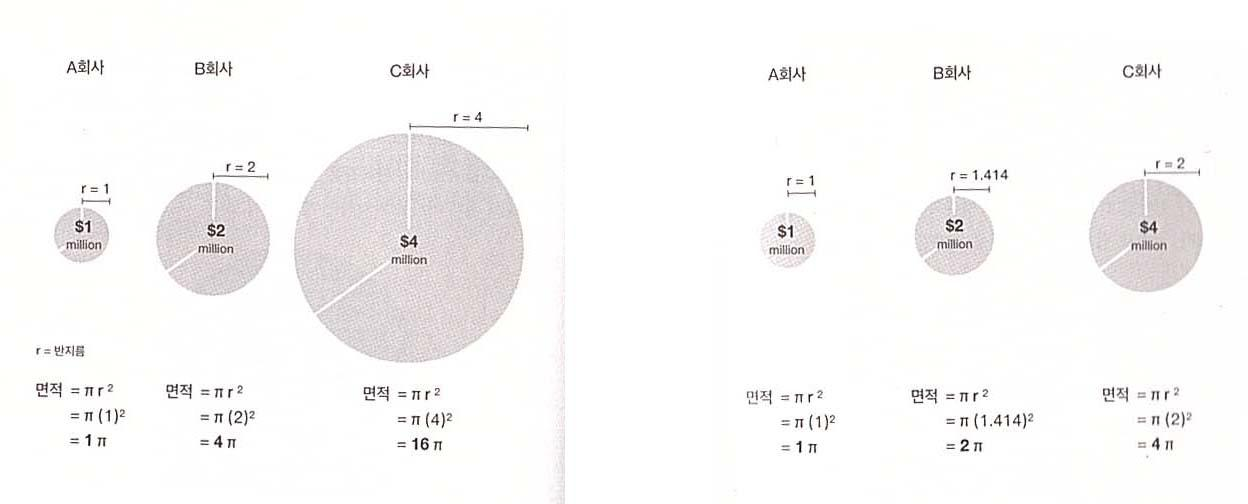 A회사 B회사 C회사
r = 4
r = 2
r = 1
$1
million
$2
million
$4
million
r = 반지름
면적 = π r ²
= π (1)²
= 1 π
면적 = π r ²
= π (2)²
= 4 π
면적 = π r ²
= π (4)²
= 16 π
A회사 B회사 C회사
r = 1
r = 1.414
r = 2
$1
million
$2
million
$4
million
면적 = π r ²
= π (1)²
= 1 π
면적 = π r ²
= π (1.414)²
= 2 π
면적 = π r ²
= π (2)²
= 4 π